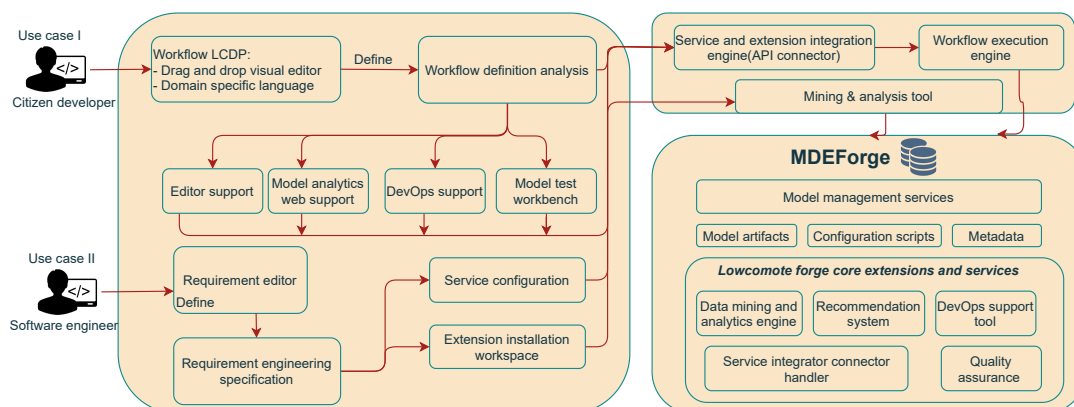 Use case I
Citizen developer
Workflow LCDP:
- Drag and drop visual editor
- Domain specific language
Define
Workflow definition analysis
Service and extension integration
engine(API connector)
Workflow execution
engine
Mining & analysis tool
Editor support
Model analytics
web support
DevOps support
Model test
workbench
MDEForge
Model management services
Model artifacts
Configuration scripts
Metadata
Use case II
Software engineer
Requirement editor
Define
Service configuration
Requirement engineering
specification
Extension installation
workspace
Lowcomote forge core extensions and services
Data mining and
analytics engine
Recommendation
system
DevOps support
tool
Service integrator connector
handler
Quality
assurance